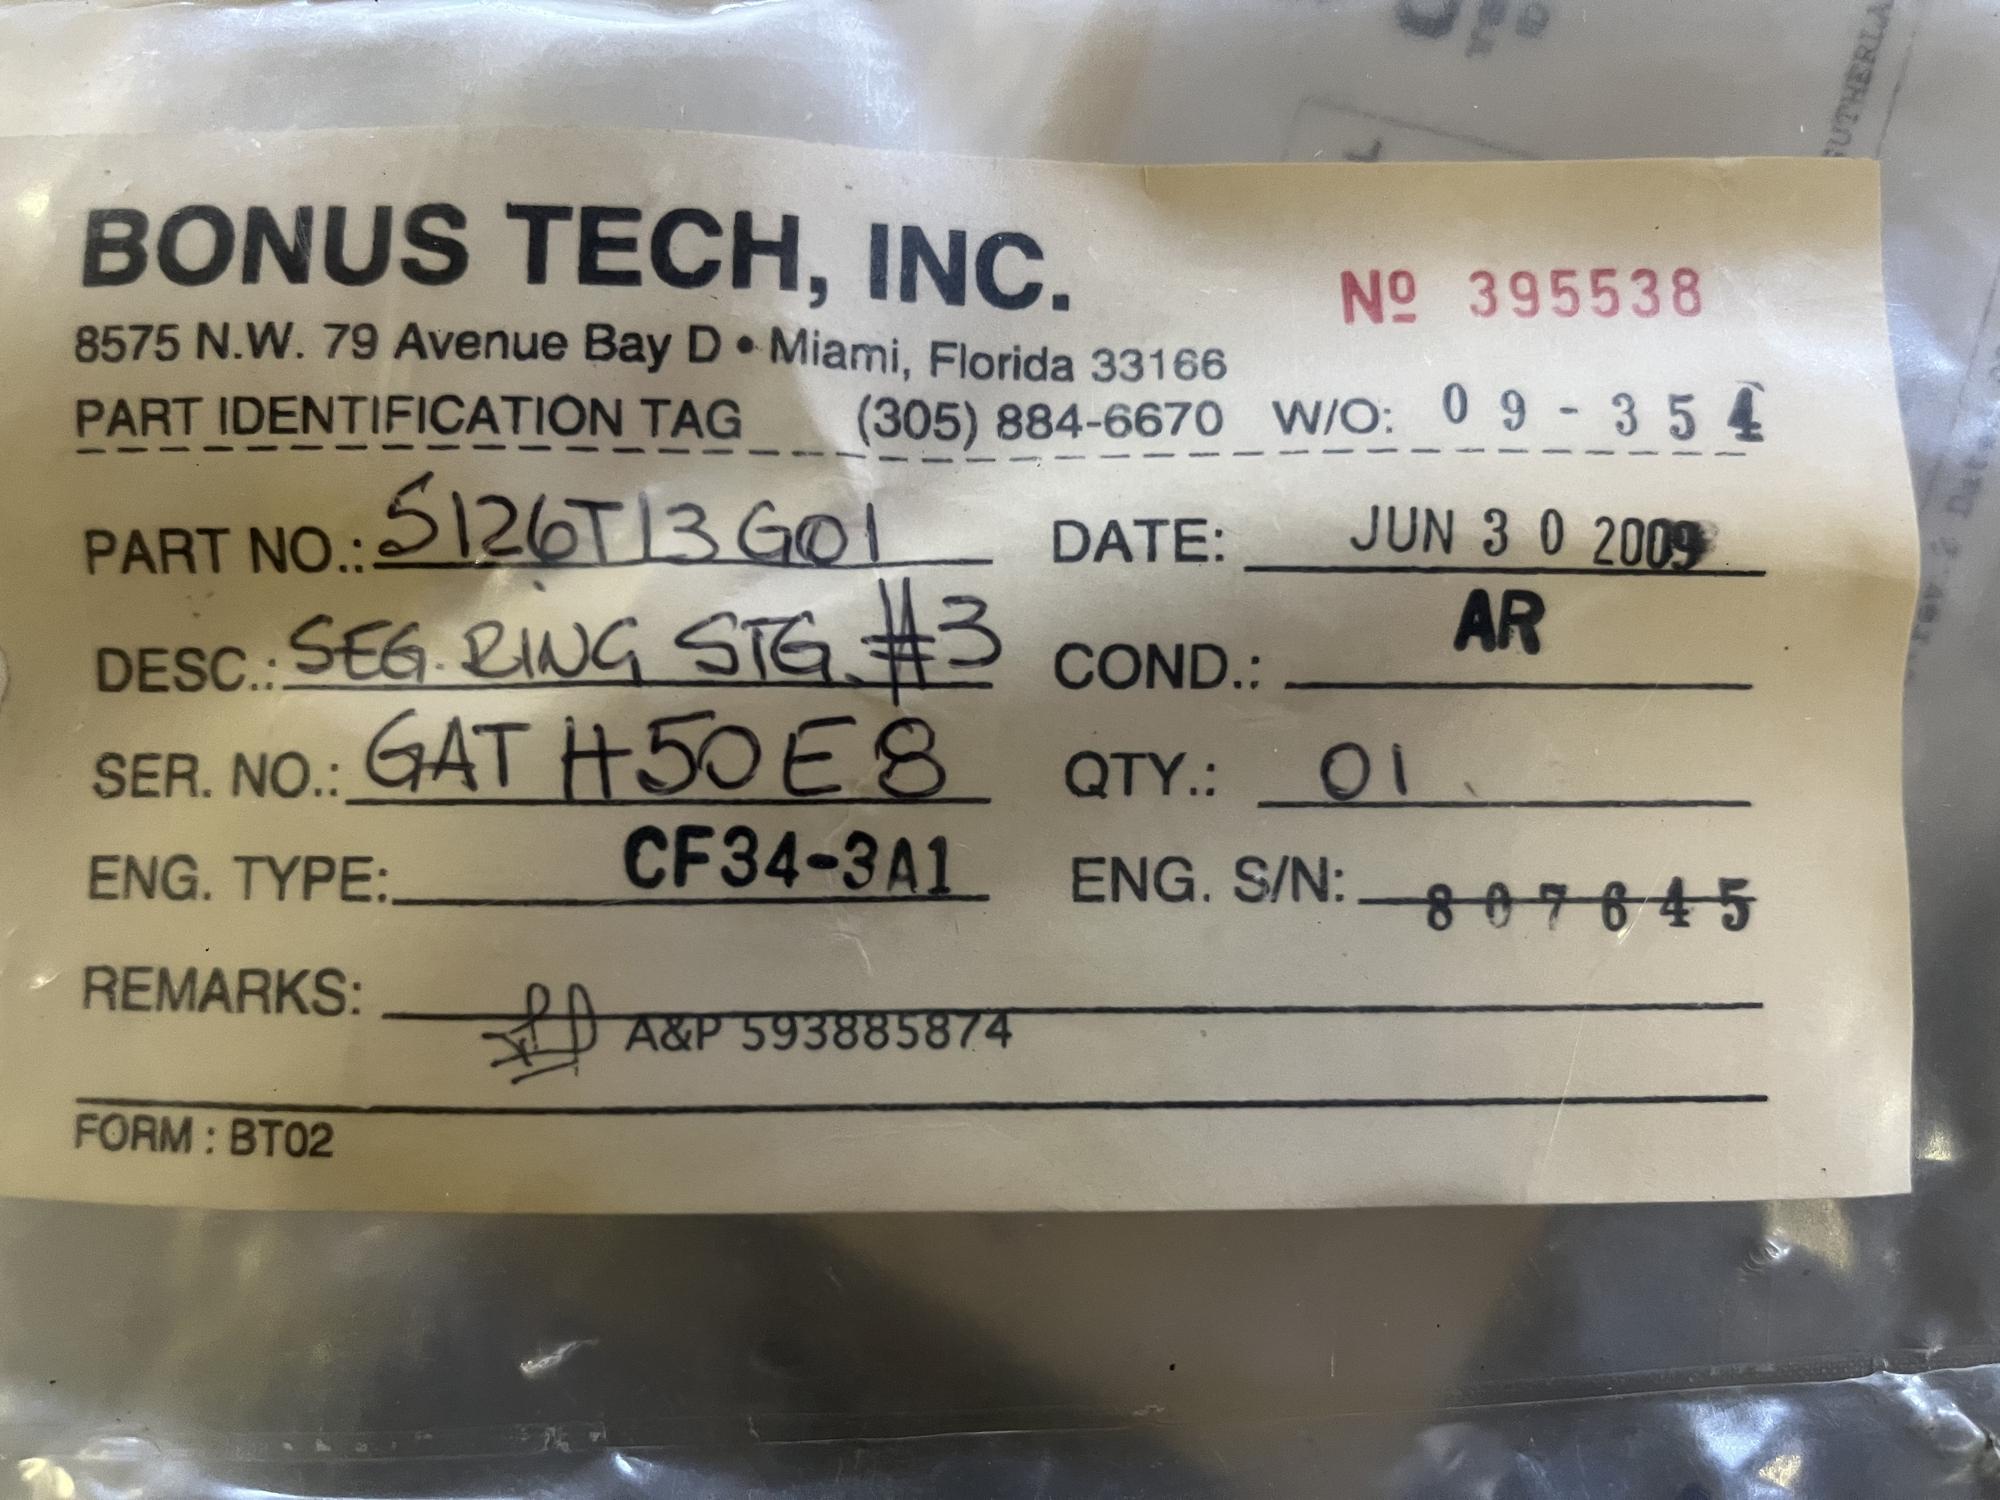 SUTHERLA
BONUS TECH, INC.
Nº 395538
8575 N.W. 79 Avenue Bay D • Miami, Florida 33166
PART IDENTIFICATION TAG (305) 884-6670 W/O: 09-354
PART NO.: 5126T13G01 DATE: JUN 30 2009
DESC.: SEG. RING STG. #3 COND.: AR
SER. NO.: GATH50E8 QTY.: 01
ENG. TYPE: CF34-3A1 ENG. S/N: 807645
REMARKS:
A&P 593885874
FORM : BT02